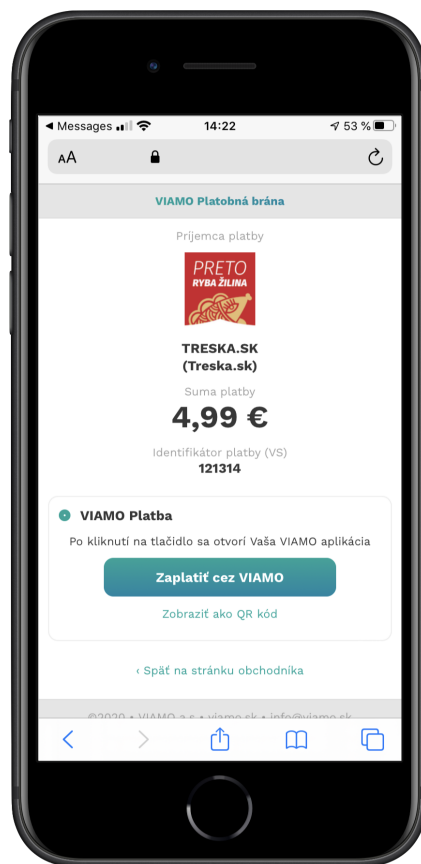 Messages
14:22
53 %
AA
VIAMO Platobná brána
Príjemca platby
PRETO
RYBA ŽILINA
TRESKA.SK
(Treska.sk)
Suma platby
4,99 €
Identifikátor platby (VS)
121314
VIAMO Platba
Po kliknutí na tlačidlo sa otvorí Vaša VIAMO aplikácia
Zaplatiť cez VIAMO
Zobraziť ako QR kód
‹ Späť na stránku obchodníka
©2020 • VIAMO a.s • viamo.sk • info@viamo.sk